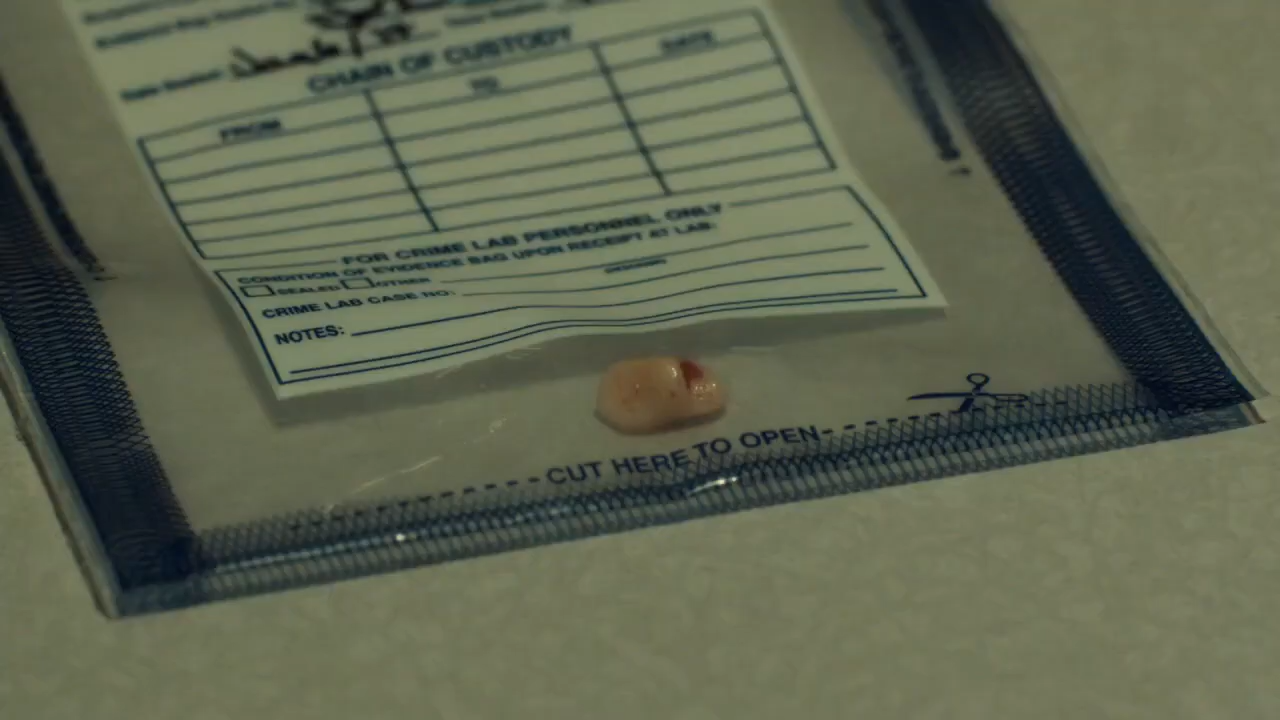 CHAIN OF CUSTODY
FROM TO DATE
FOR CRIME LAB PERSONNEL ONLY
CONDITION OF EVIDENCE BAG UPON RECEIPT AT LAB:
SEALED OTHER
CRIME LAB CASE NO:
NOTES:
CUT HERE TO OPEN